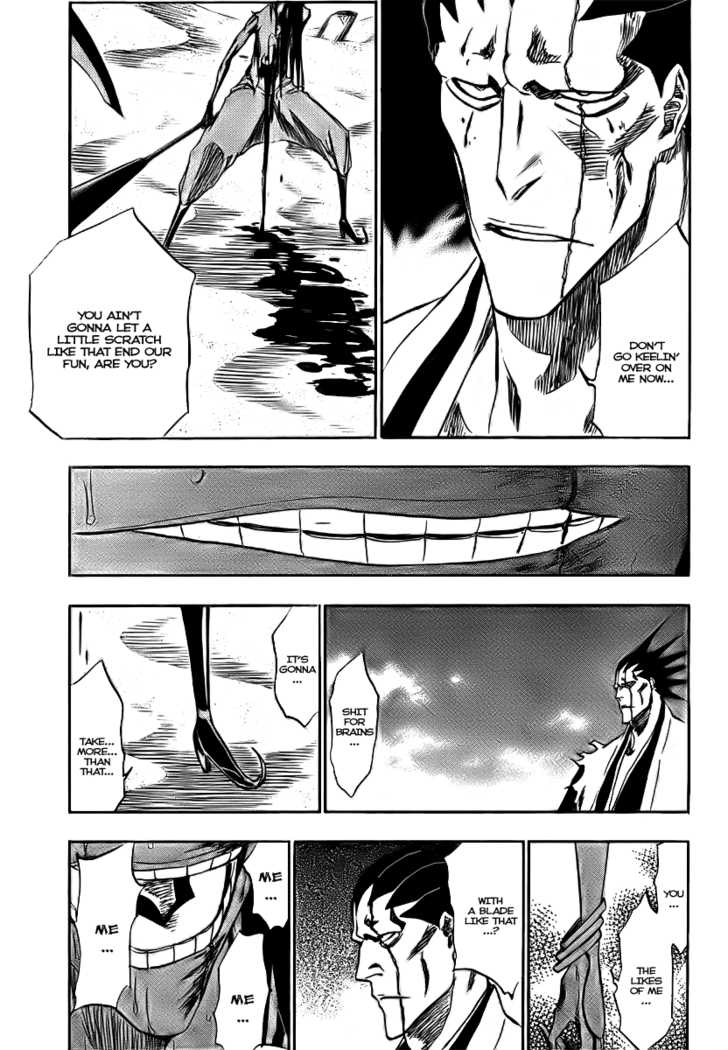 DON'T
GO KEELIN'
OVER ON
ME NOW...
YOU AIN'T
GONNA LET A
LITTLE SCRATCH
LIKE THAT END OUR
FUN, ARE YOU?
SHIT
FOR
BRAINS
...
IT'S
GONNA
...
TAKE...
MORE...
THAN
THAT...
YOU
...
THE
LIKES
OF ME
...
WITH
A BLADE
LIKE THAT
...?
ME
...
ME
...
ME
...